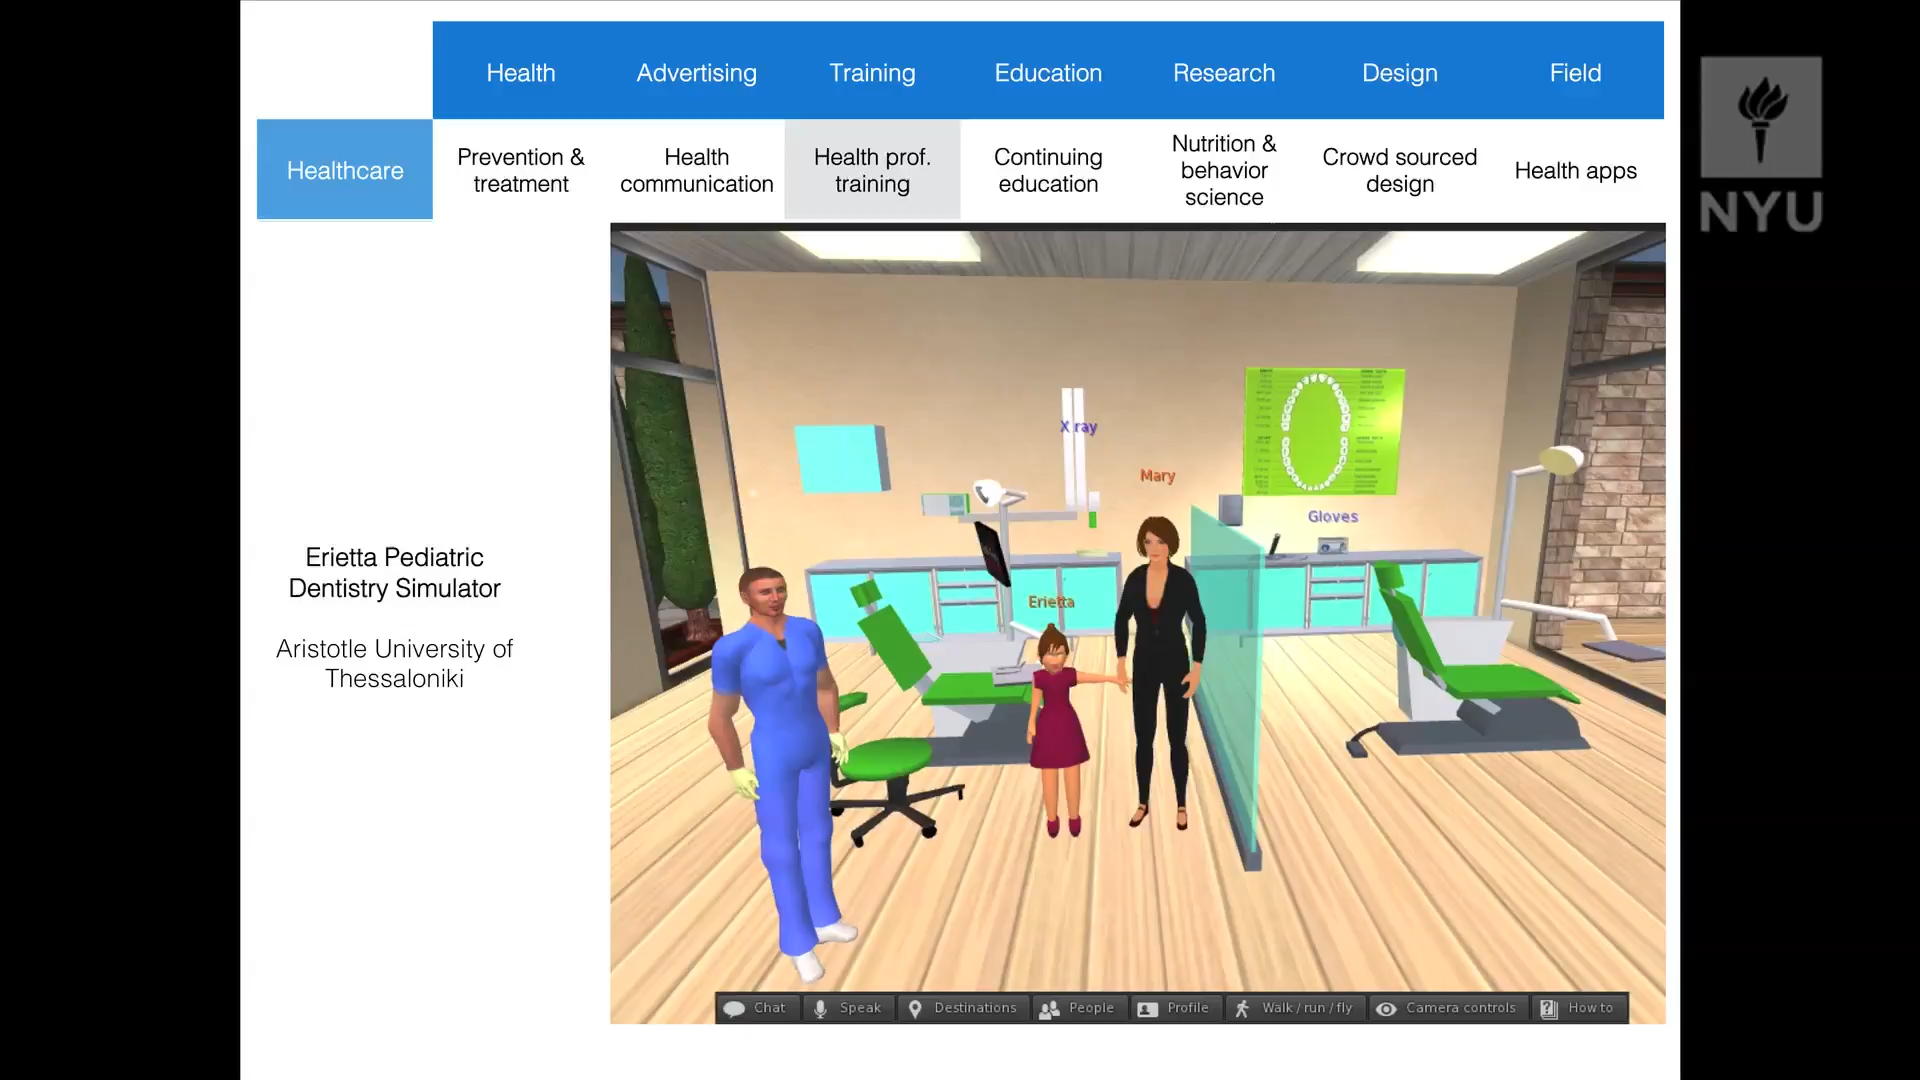 Health
Advertising
Training
Education
Research
Design
Field
Healthcare
Prevention &
treatment
Health
communication
Health prof.
training
Continuing
education
Nutrition &
behavior
science
Crowd sourced
design
Health apps
NYU
Erietta Pediatric
Dentistry Simulator
Aristotle University of
Thessaloniki
X ray
Mary
Gloves
Erietta
Chat
Speak
Destinations
People
Profile
Walk / run / fly
Camera controls
How to